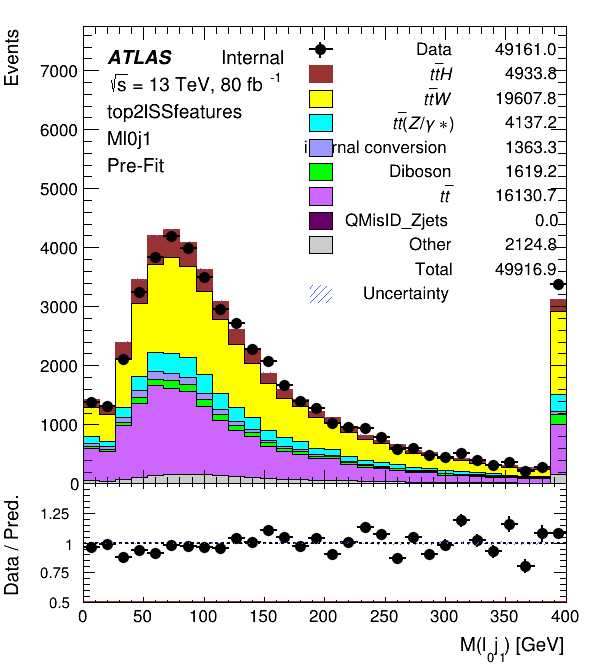 Events
ATLAS Internal
√s = 13 TeV, 80 fb -1
top2lSSfeatures
Ml0j1
Pre-Fit
Data 49161.0
tt̄H 4933.8
tt̄W 19607.8
tt̄(Z/γ∗) 4137.2
internal conversion 1363.3
Diboson 1619.2
tt̄ 16130.7
QMisID_Zjets 0.0
Other 2124.8
Total 49916.9
Uncertainty
7000
6000
5000
4000
3000
2000
1000
0
Data / Pred.
1.25
1
0.75
0.5
0 50 100 150 200 250 300 350 400
M(l0j1) [GeV]